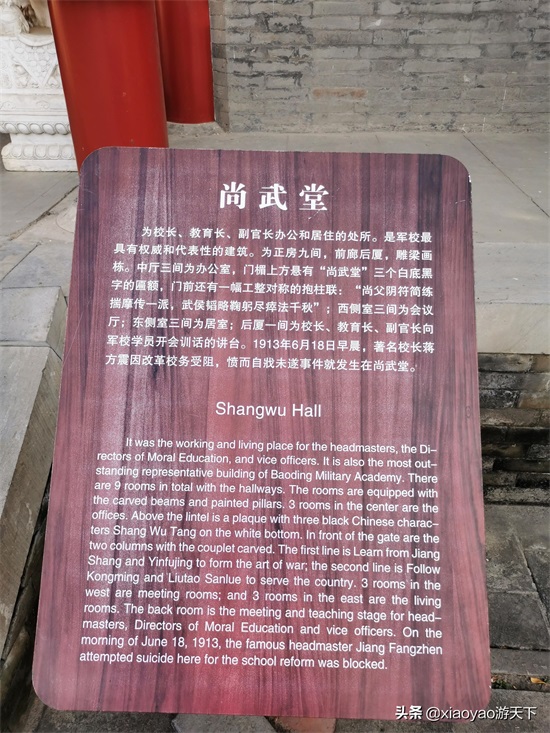 尚武堂
为校长、教育长、副官长办公和居住的处所。是军校最
具有权威和代表性的建筑。为正房九间，前廊后厦，雕梁画
栋。中厅三间为办公室，门楣上方悬有“尚武堂”三个白底黑
字的匾额，门前还有一幅工整对称的抱柱联：“尚父阴符简练
揣摩传一派，武侯韬略鞠躬尽瘁法千秋”；西侧室三间为会议
厅；东侧室三间为居室；后厦一间为校长、教育长、副官长向
军校学员开会训话的讲台。1913年6月18日早晨，著名校长蒋
方震因改革校务受阻，愤而自戕未遂事件就发生在尚武堂。
Shangwu Hall
It was the working and living place for the headmasters, the Di-
rectors of Moral Education, and vice officers. It is also the most out-
standing representative building of Baoding Military Academy. There
are 9 rooms in total with the hallways. The rooms are equipped with
the carved beams and painted pillars. 3 rooms in the center are the
offices. Above the lintel is a plaque with three black Chinese charac-
ters Shang Wu Tang on the white bottom. In front of the gate are the
two columns with the couplet carved. The first line is Learn from Jiang
Shang and Yinfujing to form the art of war; the second line is Follow
Kongming and Liutao Sanlue to serve the country. 3 rooms in the
west are meeting rooms; and 3 rooms in the east are the living
rooms. The back room is the meeting and teaching stage for head-
masters, Directors of Moral Education and vice officers. On the
morning of June 18, 1913, the famous headmaster Jiang Fangzhen
attempted suicide here for the school reform was blocked.
头条 @xiaoyao游天下